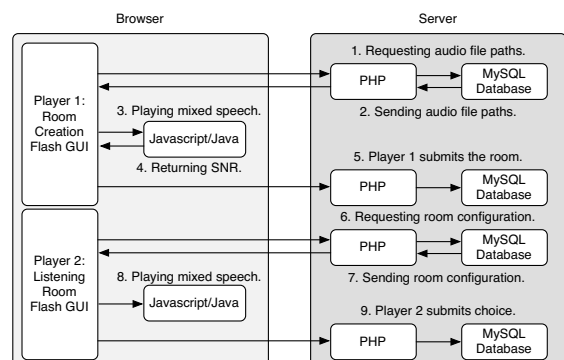 Browser
Server
1. Requesting audio file paths.
PHP
MySQL
Database
2. Sending audio file paths.
Player 1:
Room
Creation
Flash GUI
3. Playing mixed speech.
Javascript/Java
4. Returning SNR.
5. Player 1 submits the room.
PHP
MySQL
Database
6. Requesting room configuration.
PHP
MySQL
Database
7. Sending room configuration.
Player 2:
Listening
Room
Flash GUI
8. Playing mixed speech.
Javascript/Java
9. Player 2 submits choice.
PHP
MySQL
Database